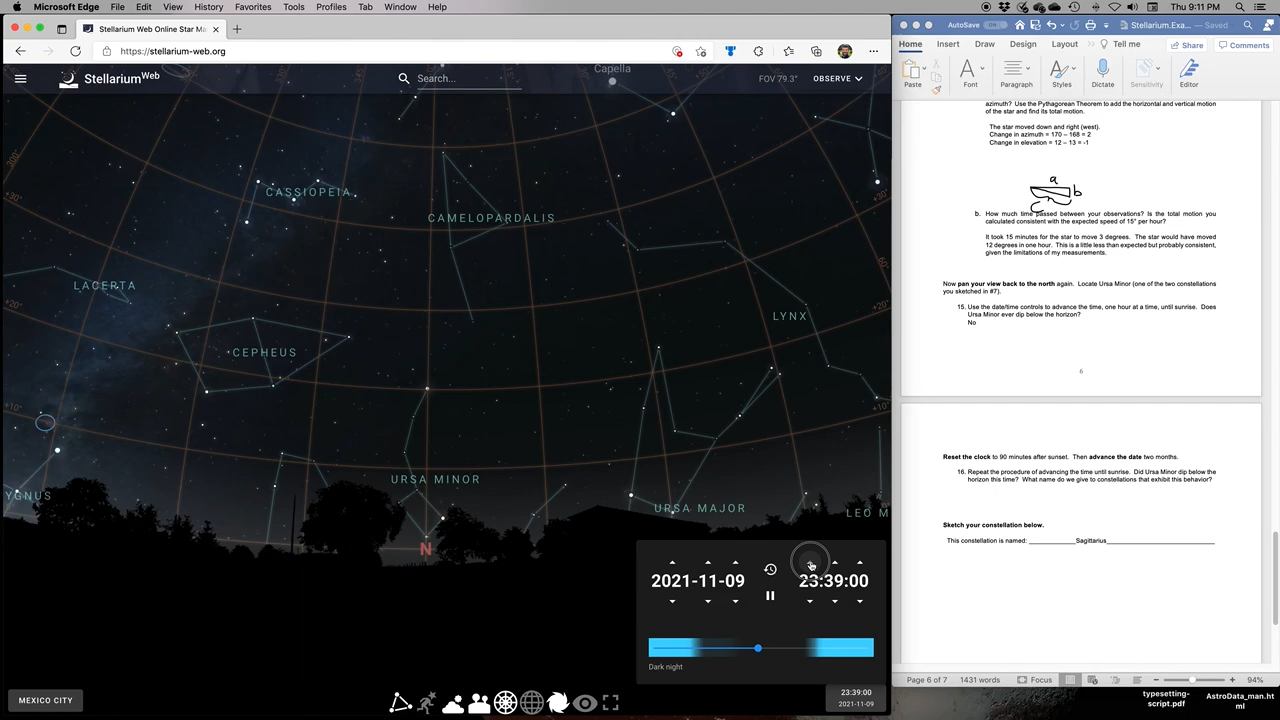 Microsoft Edge File Edit View History Favorites Tools Profiles Tab Window Help
Thu 9:11 PM
Stellarium Web Online Star Ma
https://stellarium-web.org
StellariumWeb
Search...
FOV 79.3°
OBSERVE
Capella
CASSIOPEIA
CAMELOPARDALIS
LACERTA
LYNX
CEPHEUS
URSA MINOR
YGNUS
URSA MAJOR
LEO M
+30°
+20°
+10°
+10°
N
2021-11-09 23:39:00
Dark night
MEXICO CITY
23:39:00
2021-11-09
AutoSave
Stellarium.Exa... — Saved
Home Insert Draw Design Layout Tell me
Share Comments
Paste Font Paragraph Styles Dictate Sensitivity Editor
azimuth? Use the Pythagorean Theorem to add the horizontal and vertical motion
of the star and find its total motion.
The star moved down and right (west).
Change in azimuth = 170 – 168 = 2
Change in elevation = 12 – 13 = -1
a
b
c
b. How much time passed between your observations? Is the total motion you
calculated consistent with the expected speed of 15° per hour?
It took 15 minutes for the star to move 3 degrees. The star would have moved
12 degrees in one hour. This is a little less than expected but probably consistent,
given the limitations of my measurements.
Now pan your view back to the north again. Locate Ursa Minor (one of the two constellations
you sketched in #7).
15. Use the date/time controls to advance the time, one hour at a time, until sunrise. Does
Ursa Minor ever dip below the horizon?
No
6
Reset the clock to 90 minutes after sunset. Then advance the date two months.
16. Repeat the procedure of advancing the time until sunrise. Did Ursa Minor dip below the
horizon this time? What name do we give to constellations that exhibit this behavior?
Sketch your constellation below.
This constellation is named: ____________Sagittarius___________________________
Page 6 of 7 1431 words Focus 94%
typesetting-
script.pdf
AstroData_man.ht
ml